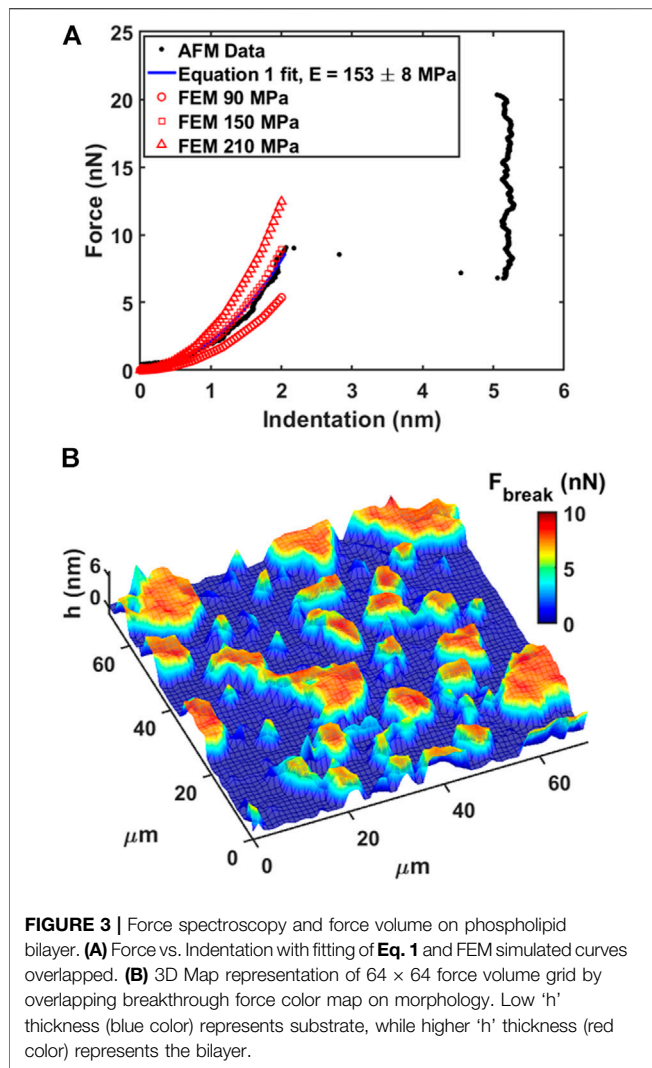 A
25
20
15
10
5
0
Force (nN)
AFM Data
Equation 1 fit, E = 153 ± 8 MPa
FEM 90 MPa
FEM 150 MPa
FEM 210 MPa
0 1 2 3 4 5 6
Indentation (nm)
B
F_break (nN)
10
5
0
h (nm)
6
0
60
40
20
0
μm
0
20
40
60
μm
FIGURE 3 | Force spectroscopy and force volume on phospholipid
bilayer. (A) Force vs. Indentation with fitting of Eq. 1 and FEM simulated curves
overlapped. (B) 3D Map representation of 64 × 64 force volume grid by
overlapping breakthrough force color map on morphology. Low ‘h’
thickness (blue color) represents substrate, while higher ‘h’ thickness (red
color) represents the bilayer.